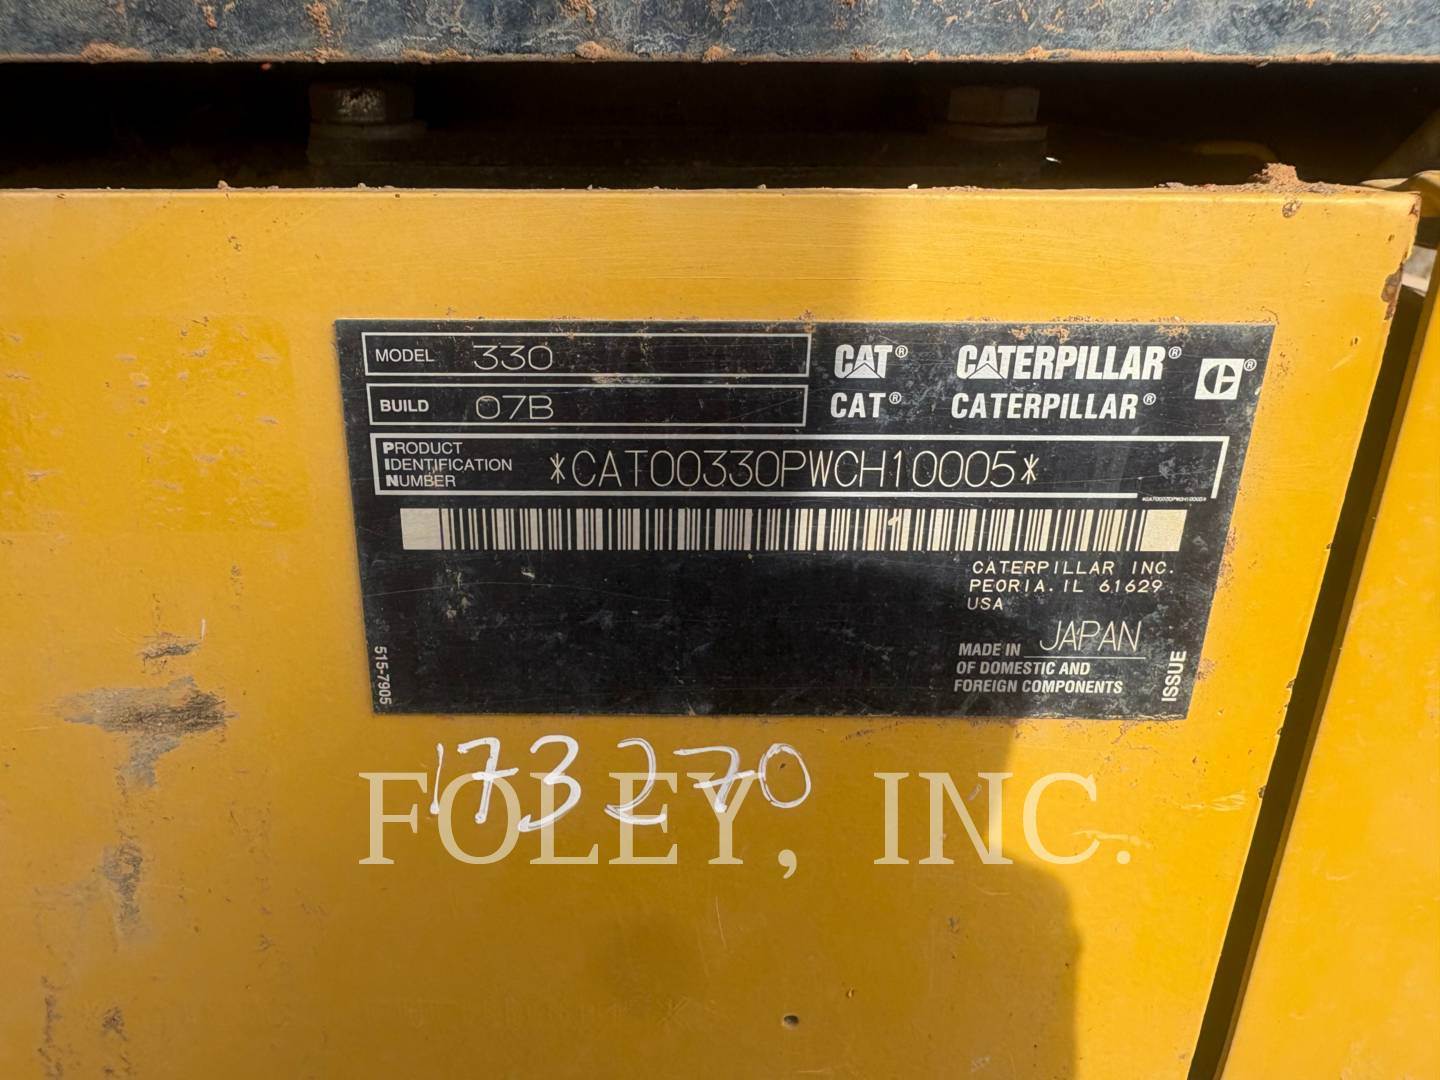 MODEL 330
BUILD 07B
CAT® CATERPILLAR®
CAT® CATERPILLAR®
PRODUCT
IDENTIFICATION
NUMBER
*CAT00330PWCH10005*
*CAT00330PWCH10005*
CATERPILLAR INC.
PEORIA. IL 61629
USA
MADE IN JAPAN
OF DOMESTIC AND
FOREIGN COMPONENTS
ISSUE
515-7905
173270
FOLEY, INC.